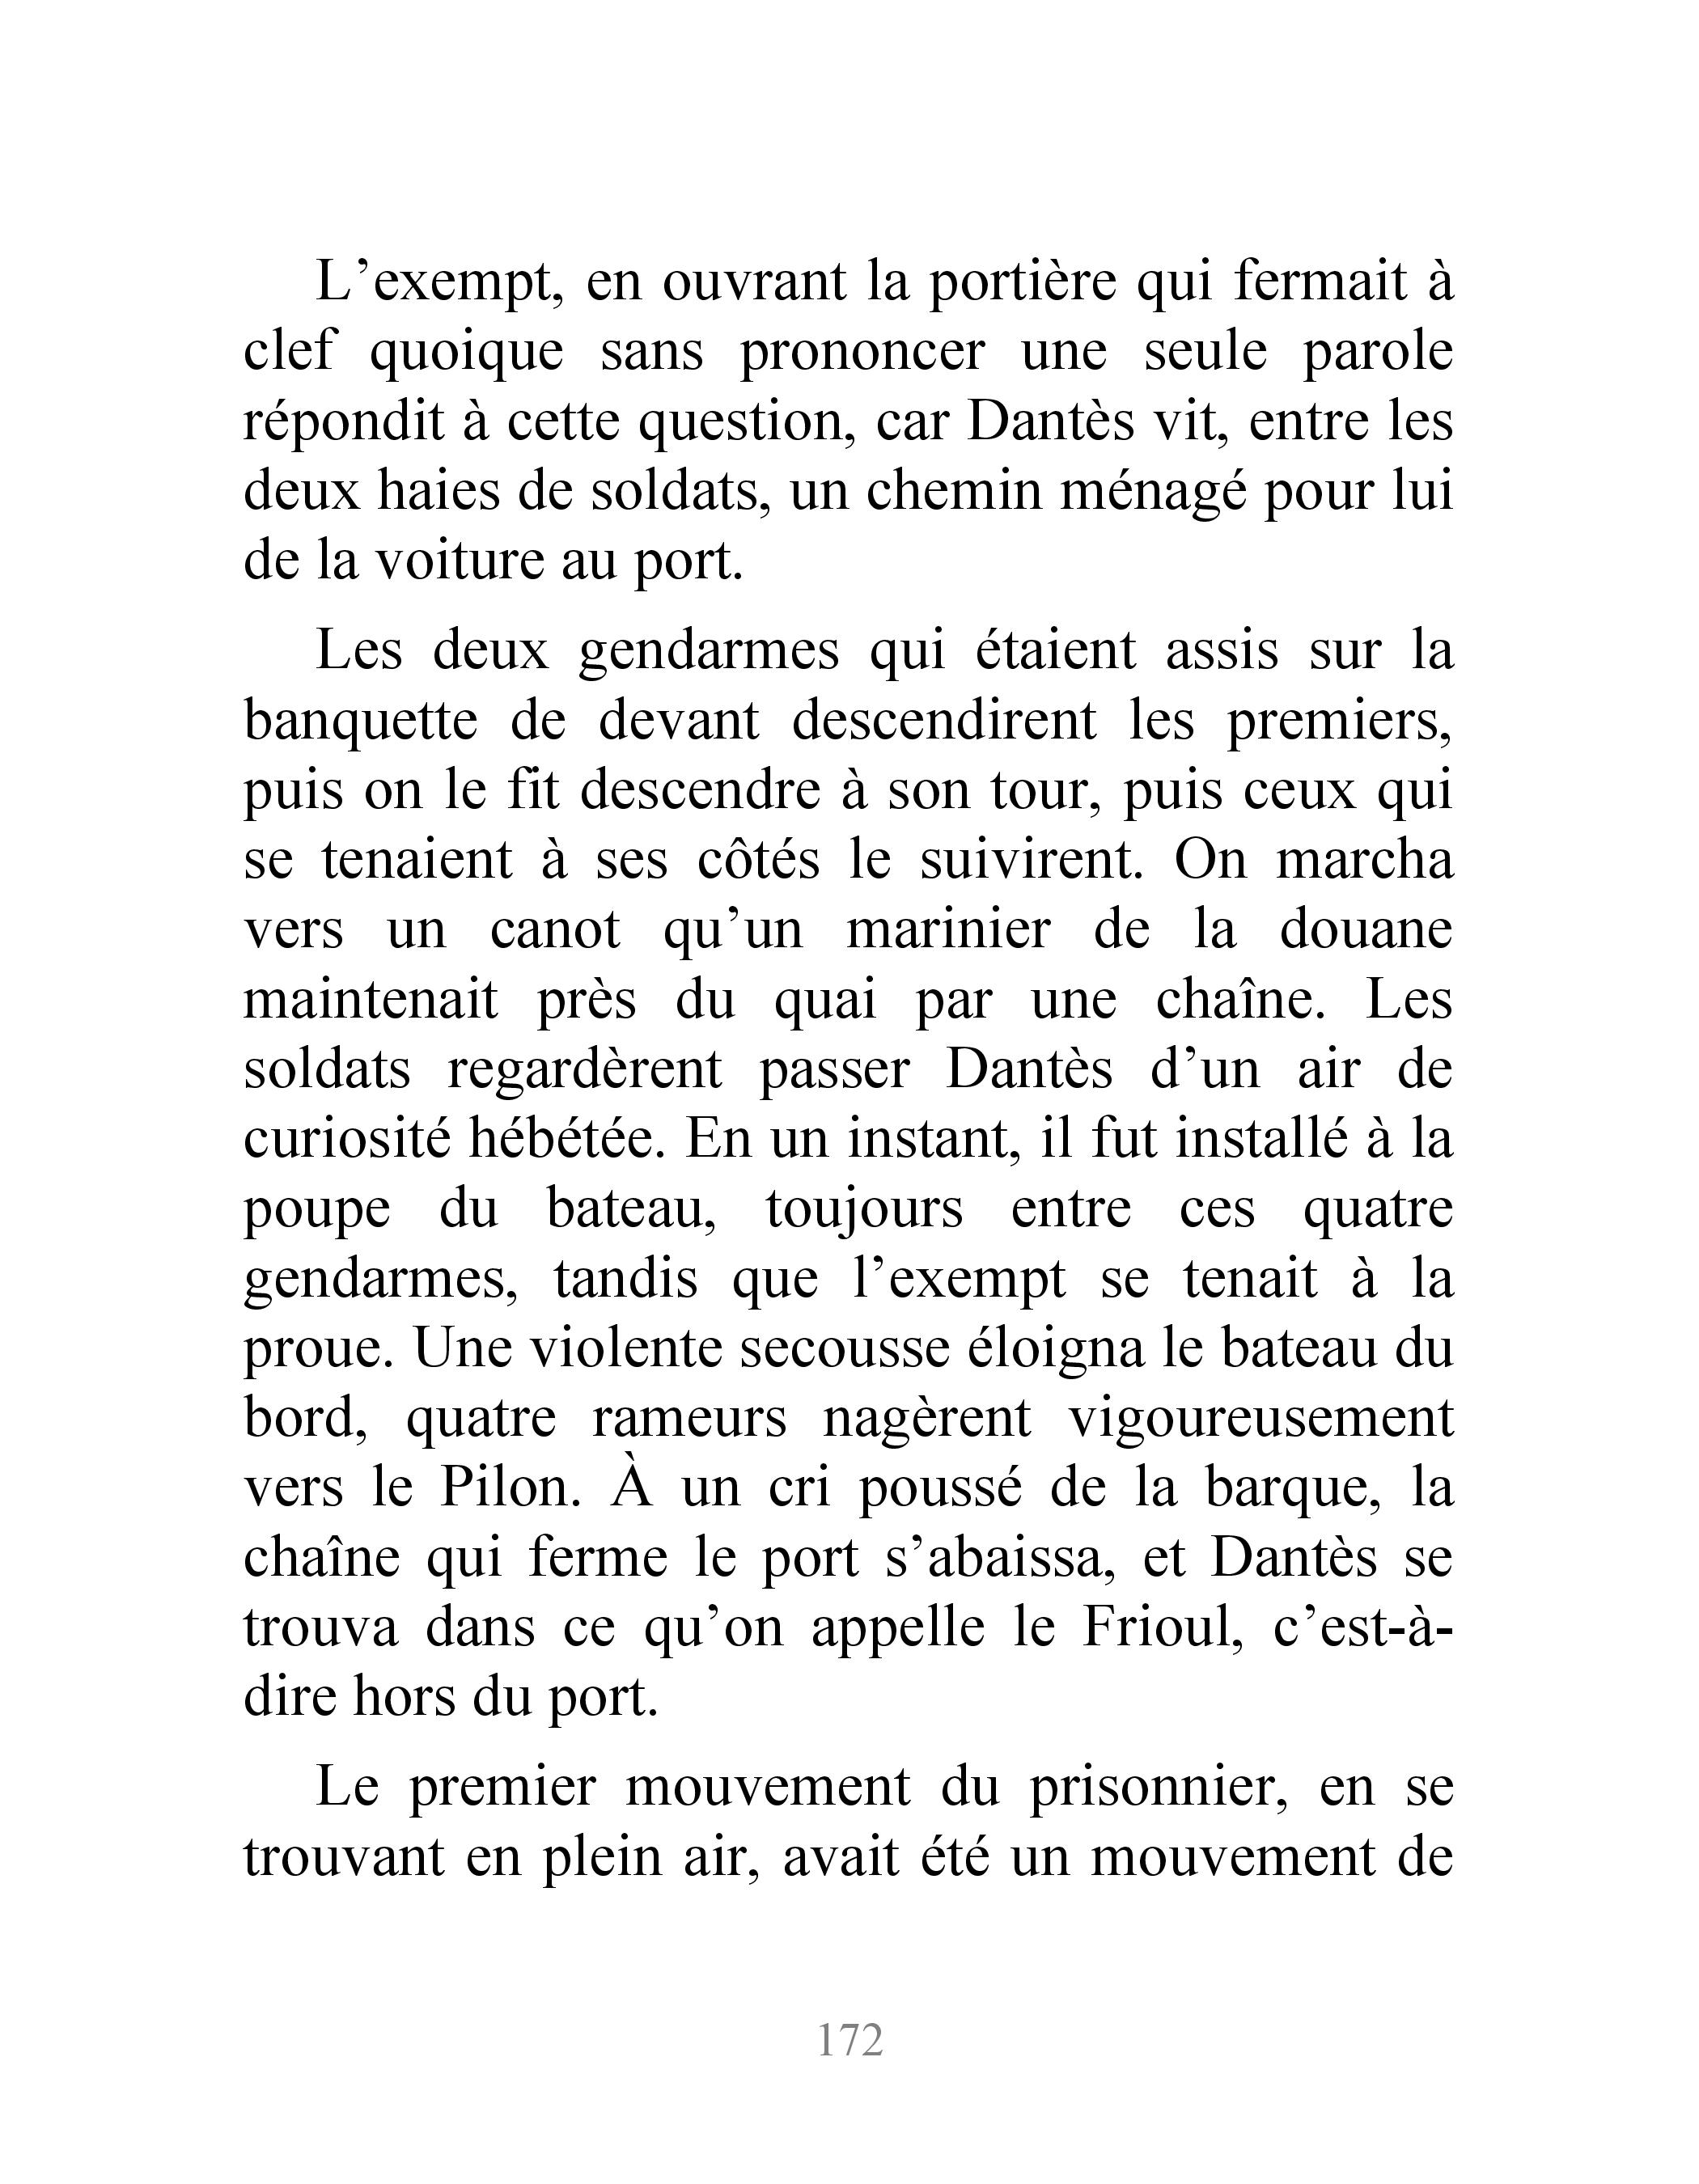 L’exempt, en ouvrant la portière qui fermait à
clef quoique sans prononcer une seule parole
répondit à cette question, car Dantès vit, entre les
deux haies de soldats, un chemin ménagé pour lui
de la voiture au port.
Les deux gendarmes qui étaient assis sur la
banquette de devant descendirent les premiers,
puis on le fit descendre à son tour, puis ceux qui
se tenaient à ses côtés le suivirent. On marcha
vers un canot qu’un marinier de la douane
maintenait près du quai par une chaîne. Les
soldats regardèrent passer Dantès d’un air de
curiosité hébétée. En un instant, il fut installé à la
poupe du bateau, toujours entre ces quatre
gendarmes, tandis que l’exempt se tenait à la
proue. Une violente secousse éloigna le bateau du
bord, quatre rameurs nagèrent vigoureusement
vers le Pilon. À un cri poussé de la barque, la
chaîne qui ferme le port s’abaissa, et Dantès se
trouva dans ce qu’on appelle le Frioul, c’est-à-
dire hors du port.
Le premier mouvement du prisonnier, en se
trouvant en plein air, avait été un mouvement de
172